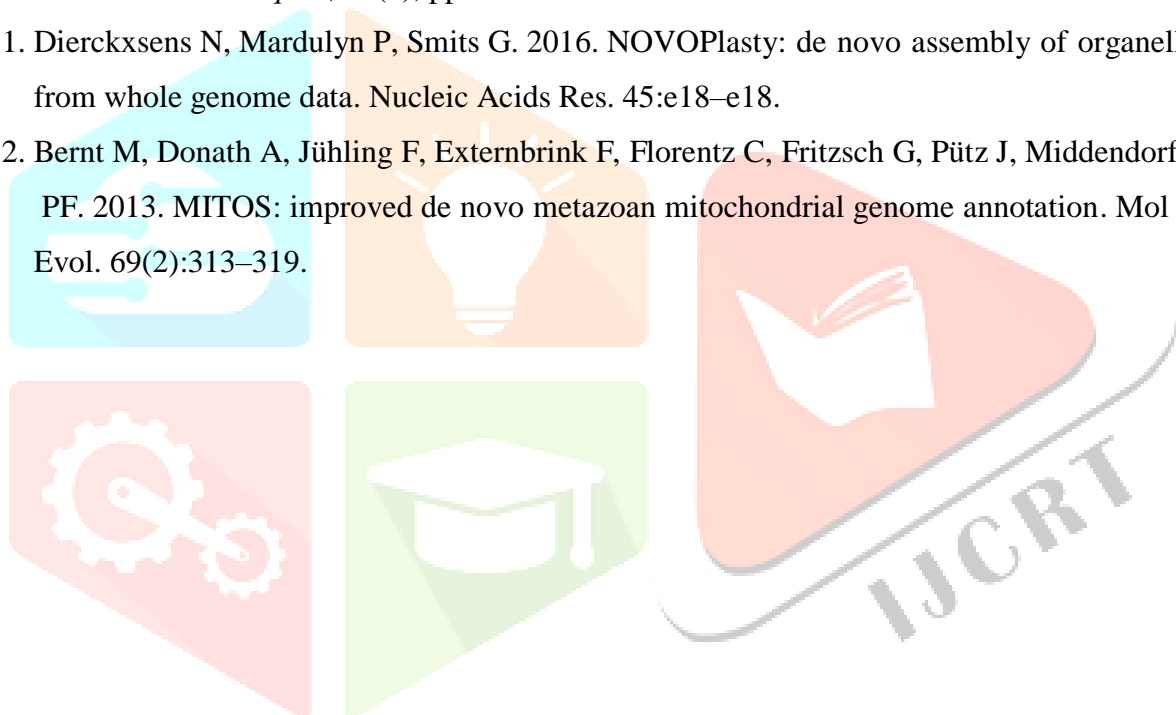 1. Dierckxsens N, Mardulyn P, Smits G. 2016. NOVOPlasty: de novo assembly of
from whole genome data. Nucleic Acids Res. 45:e18–e18.
2. Bernt M, Donath A, Jühling F, Externbrink F, Florentz C, Fritzsch G, Pütz J, Middendorf
PF. 2013. MITOS: improved de novo metazoan mitochondrial genome annotation. Mol
Evol. 69(2):313–319.
IJCRT